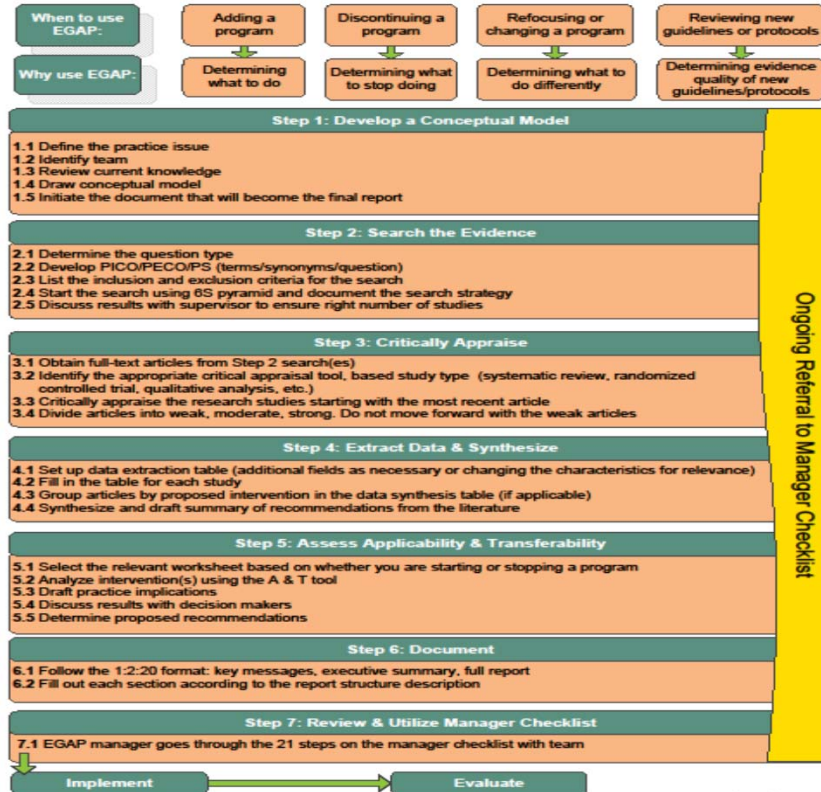 When to use
EGAP:
Adding a
program
Discontinuing a
program
Refocusing or
changing a program
Reviewing new
guidelines or protocols
Why use EGAP:
Determining
what to do
Determining what
to stop doing
Determining what to
do differently
Determining evidence
quality of new
guidelines/protocols
Step 1: Develop a Conceptual Model
1.1 Define the practice issue
1.2 Identify team
1.3 Review current knowledge
1.4 Draw conceptual model
1.5 Initiate the document that will become the final report
Step 2: Search the Evidence
2.1 Determine the question type
2.2 Develop PICO/PECO/PS (terms/synonyms/question)
2.3 List the inclusion and exclusion criteria for the search
2.4 Start the search using 6S pyramid and document the search strategy
2.5 Discuss results with supervisor to ensure right number of studies
Step 3: Critically Appraise
3.1 Obtain full-text articles from Step 2 search(es)
3.2 Identify the appropriate critical appraisal tool, based study type (systematic review, randomized
controlled trial, qualitative analysis, etc.)
3.3 Critically appraise the research studies starting with the most recent article
3.4 Divide articles into weak, moderate, strong. Do not move forward with the weak articles
Step 4: Extract Data & Synthesize
4.1 Set up data extraction table (additional fields as necessary or changing the characteristics for relevance)
4.2 Fill in the table for each study
4.3 Group articles by proposed intervention in the data synthesis table (if applicable)
4.4 Synthesize and draft summary of recommendations from the literature
Step 5: Assess Applicability & Transferability
5.1 Select the relevant worksheet based on whether you are starting or stopping a program
5.2 Analyze intervention(s) using the A & T tool
5.3 Draft practice implications
5.4 Discuss results with decision makers
5.5 Determine proposed recommendations
Step 6: Document
6.1 Follow the 1:2:20 format: key messages, executive summary, full report
6.2 Fill out each section according to the report structure description
Step 7: Review & Utilize Manager Checklist
7.1 EGAP manager goes through the 21 steps on the manager checklist with team
Implement
Evaluate
Ongoing Referral to Manager Checklist